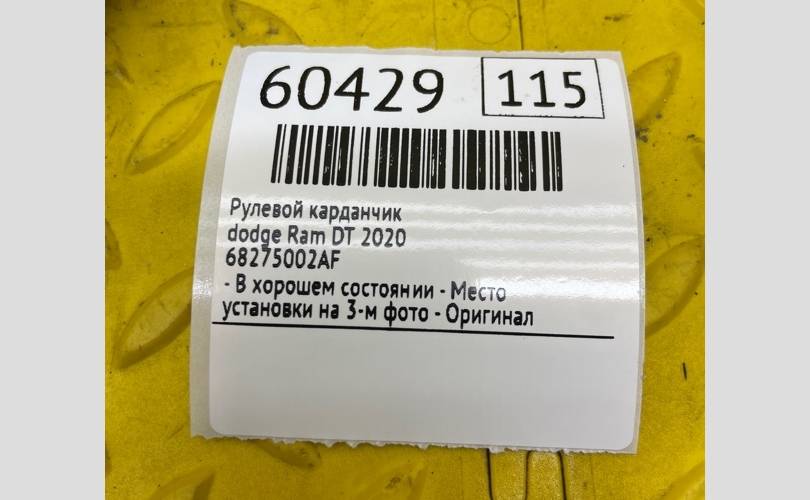 60429 115
Рулевой карданчик
dodge Ram DT 2020
68275002AF
- В хорошем состоянии - Место
установки на 3-м фото - Оригинал